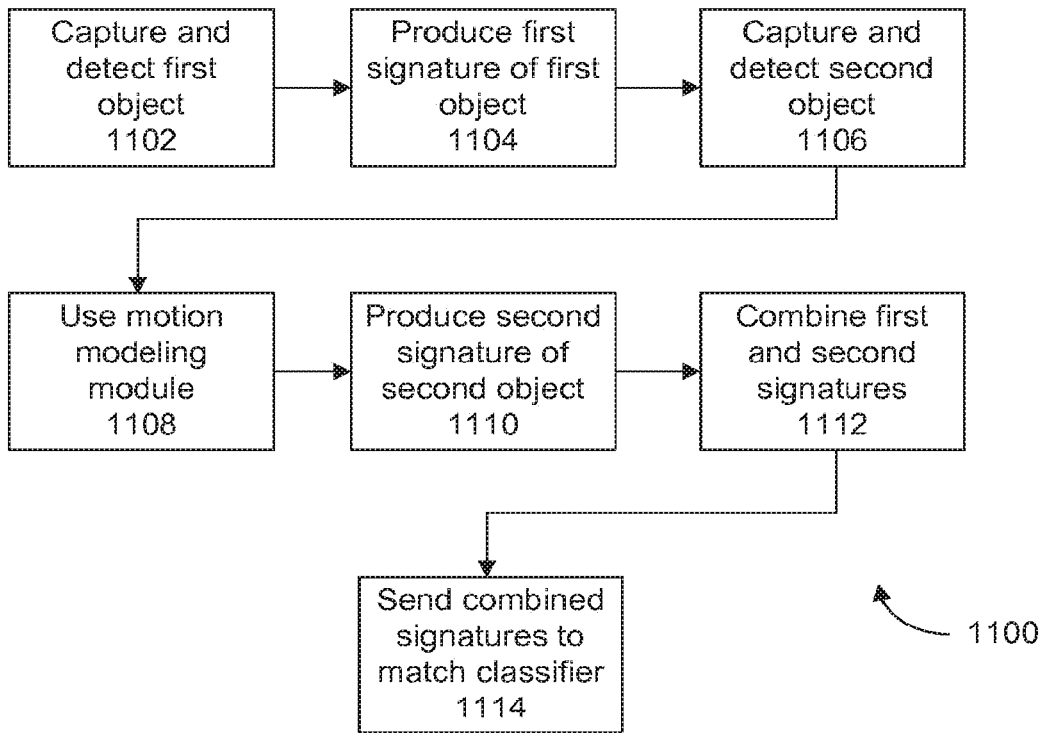 Capture and
detect first
object
1102
Produce first
signature of first
object
1104
Capture and
detect second
object
1106
Use motion
modeling
module
1108
Produce second
signature of
second object
1110
Combine first
and second
signatures
1112
Send combined
signatures to
match classifier
1114
1100